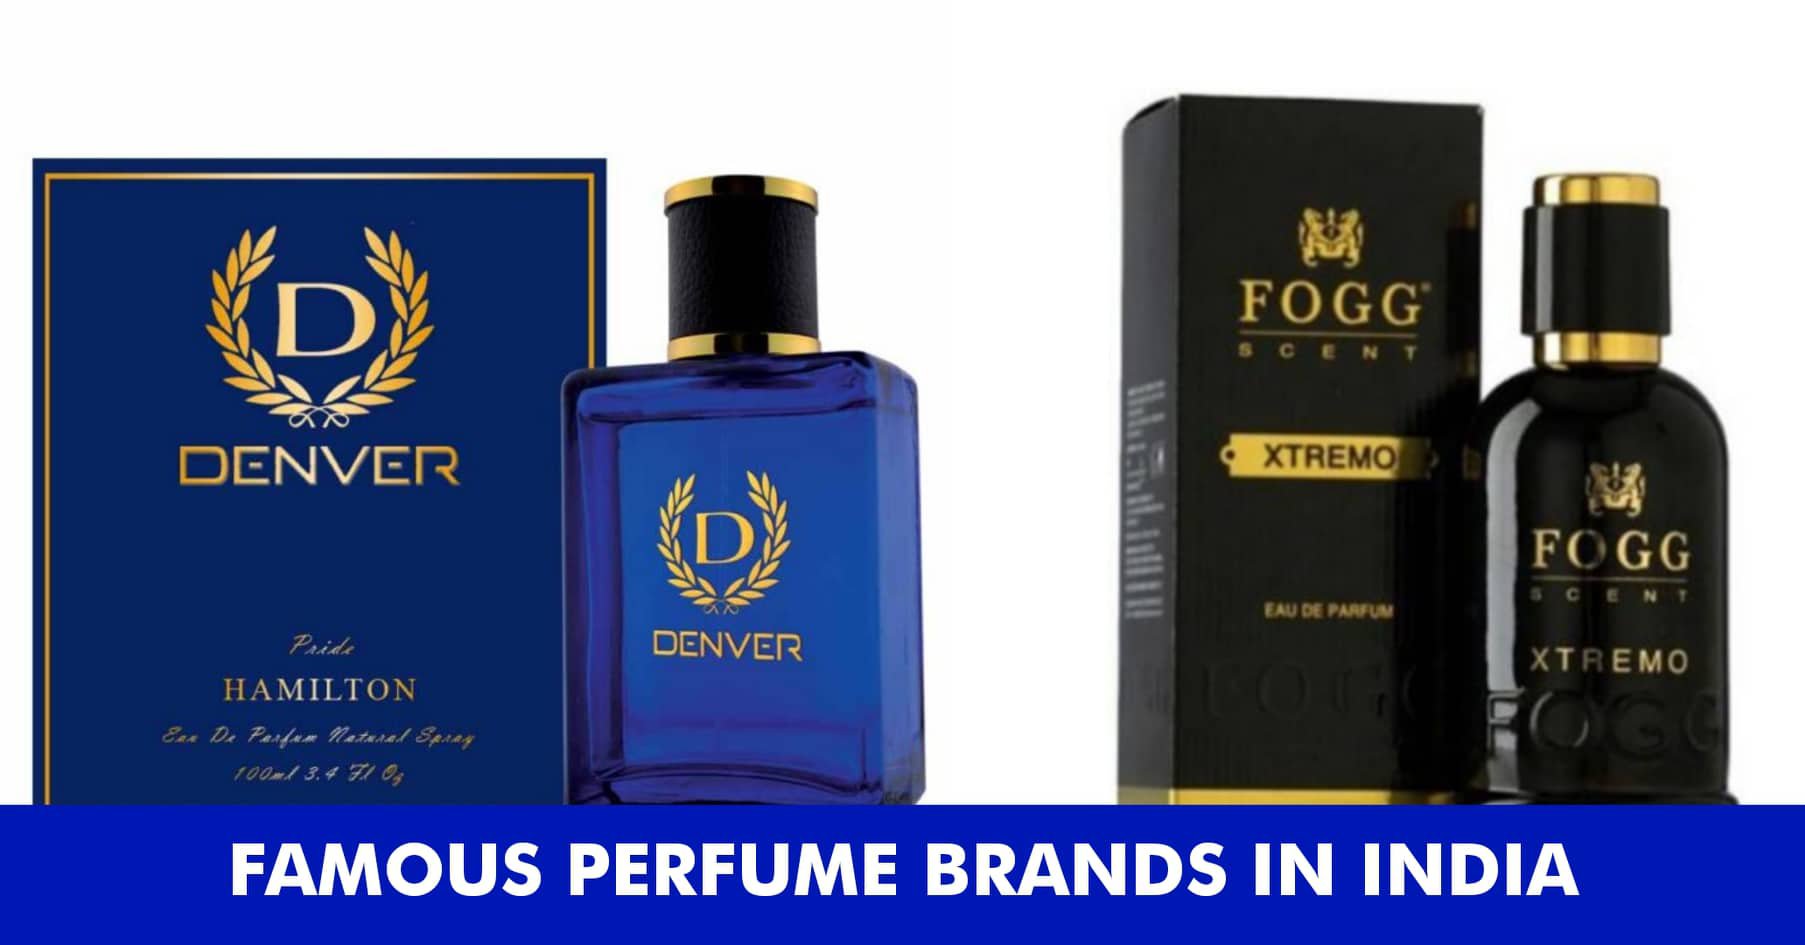 D
DENVER
Pride
HAMILTON
Eau De Parfum Natural Spray
100ml 3.4 Fl Oz
D
DENVER
FOGG®
SCENT
XTREMO
EAU DE PARFUM
FOGG
FOGG
SCENT
XTREMO
FOGG
FAMOUS PERFUME BRANDS IN INDIA